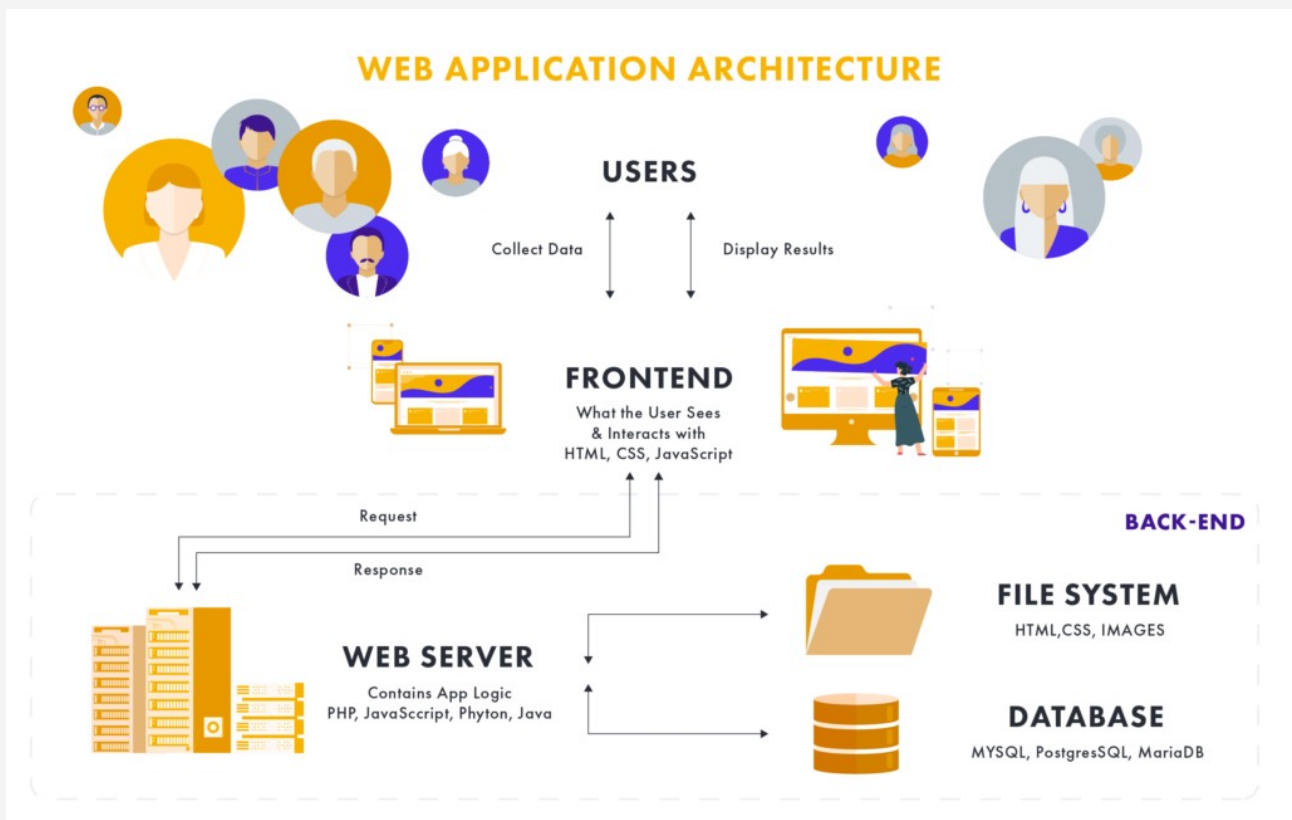 WEB APPLICATION ARCHITECTURE
USERS
Collect Data
Display Results
FRONTEND
What the User Sees
& Interacts with
HTML, CSS, JavaScript
BACK-END
Request
Response
WEB SERVER
Contains App Logic
PHP, JavaSccript, Phyton, Java
FILE SYSTEM
HTML,CSS, IMAGES
DATABASE
MYSQL, PostgresSQL, MariaDB